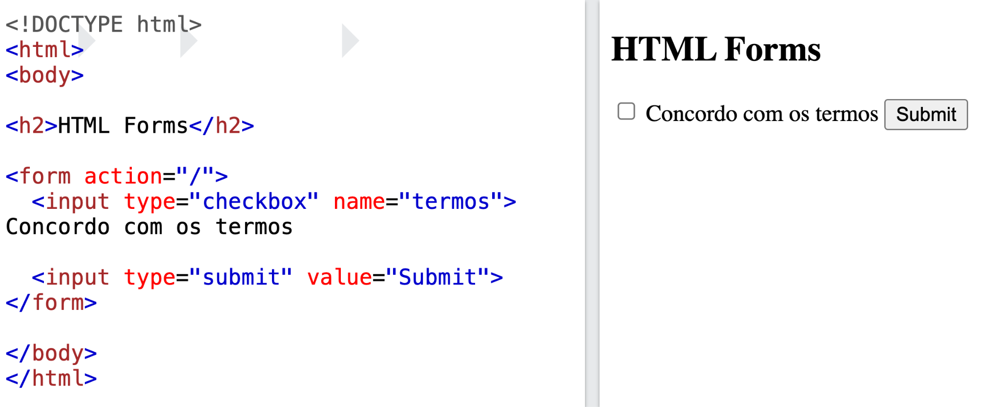 <!DOCTYPE html>
<html>
<body>
<h2>HTML Forms</h2>
<form action="/">
<input type="checkbox" name="termos">
Concordo com os termos
<input type="submit" value="Submit">
</form>
</body>
</html>
HTML Forms
Concordo com os termos Submit